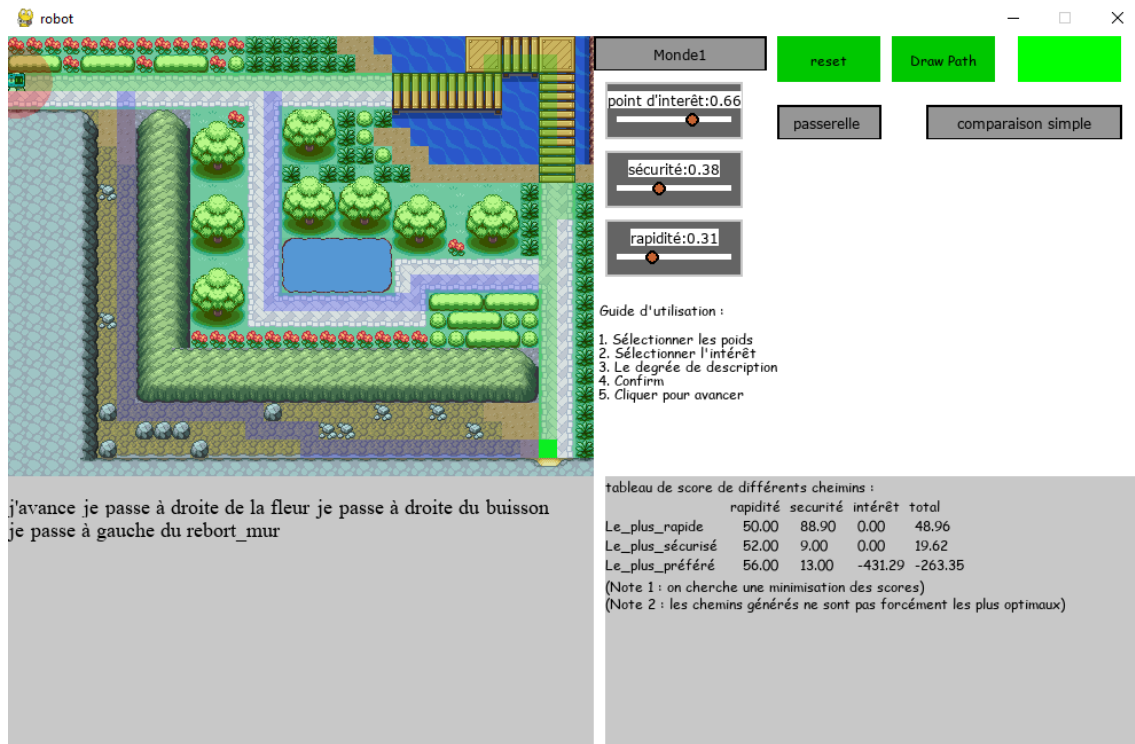 robot
Monde1
reset
Draw Path
point d'interêt:0.66
passerelle
comparaison simple
sécurité:0.38
rapidité:0.31
Guide d'utilisation :
1. Sélectionner les poids
2. Sélectionner l'intérêt
3. Le degrée de description
4. Confirm
5. Cliquer pour avancer
j'avance je passe à droite de la fleur je passe à droite du buisson
je passe à gauche du rebort_mur
tableau de score de différents cheimins :
rapidité securité intérêt total
Le_plus_rapide 50.00 88.90 0.00 48.96
Le_plus_sécurisé 52.00 9.00 0.00 19.62
Le_plus_préféré 56.00 13.00 -431.29 -263.35
(Note 1 : on cherche une minimisation des scores)
(Note 2 : les chemins générés ne sont pas forcément les plus optimaux)